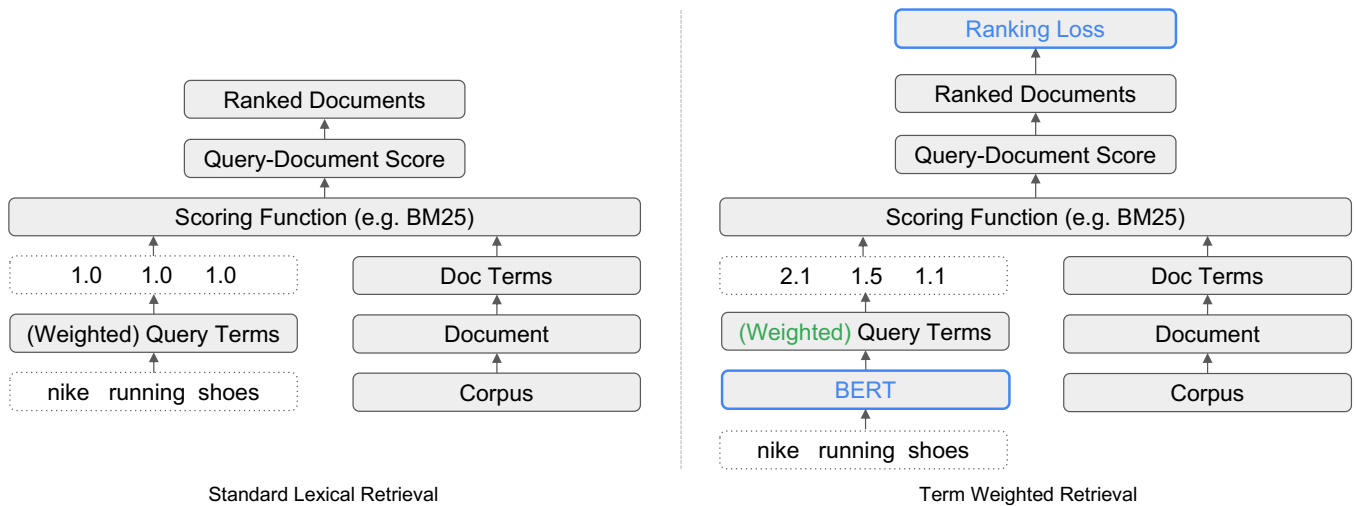 Ranked Documents
Query-Document Score
Scoring Function (e.g. BM25)
1.0 1.0 1.0
(Weighted) Query Terms
nike running shoes
Doc Terms
Document
Corpus
Standard Lexical Retrieval
Ranking Loss
Ranked Documents
Query-Document Score
Scoring Function (e.g. BM25)
2.1 1.5 1.1
(Weighted) Query Terms
BERT
nike running shoes
Doc Terms
Document
Corpus
Term Weighted Retrieval